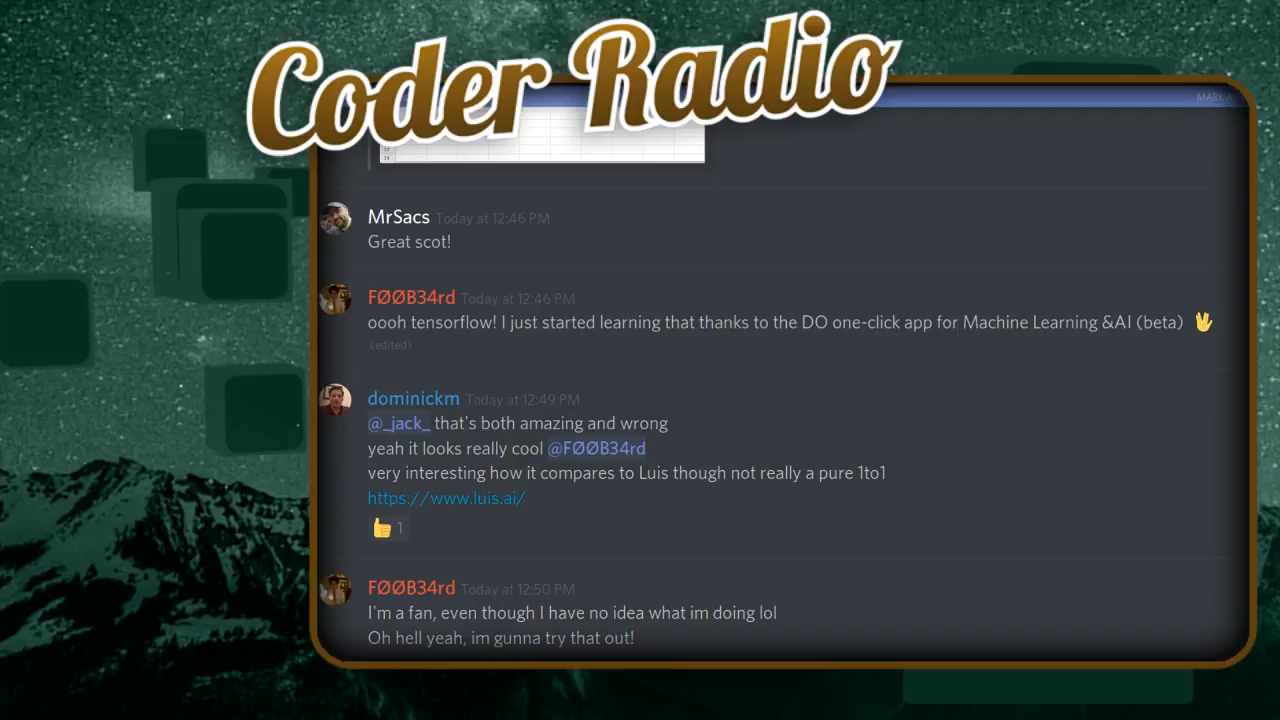 Coder Radio
MARK A
13
14
MrSacs Today at 12:46 PM
Great scot!
FØØB34rd Today at 12:46 PM
oooh tensorflow! I just started learning that thanks to the DO one-click app for Machine Learning &AI (beta) 🖖
(edited)
dominickm Today at 12:49 PM
@_jack_ that's both amazing and wrong
yeah it looks really cool @FØØB34rd
very interesting how it compares to Luis though not really a pure 1to1
https://www.luis.ai/
👍 1
FØØB34rd Today at 12:50 PM
I'm a fan, even though I have no idea what im doing lol
Oh hell yeah, im gunna try that out!